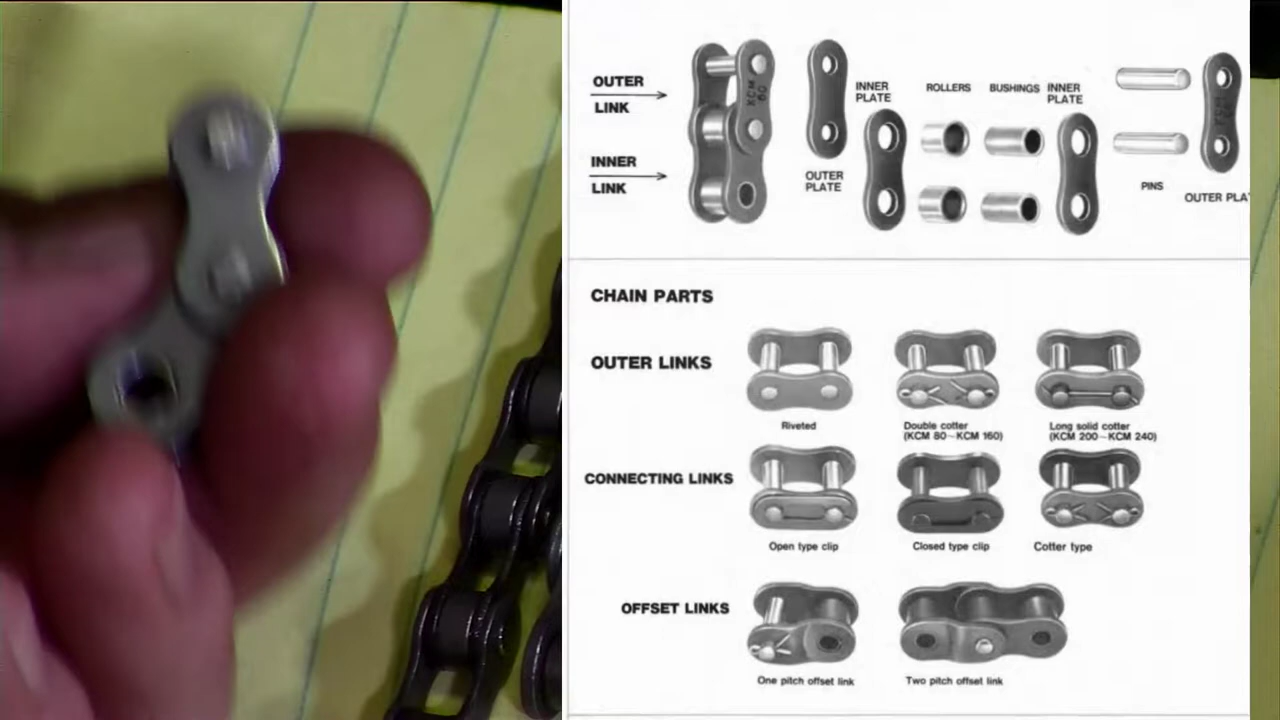 OUTER
LINK
INNER
LINK
KCM
60
OUTER
PLATE
INNER
PLATE
ROLLERS
BUSHINGS
INNER
PLATE
PINS
OUTER PLA
CHAIN PARTS
OUTER LINKS
Riveted
Double cotter
(KCM 80-KCM 160)
Long solid cotter
(KCM 200-KCM 240)
CONNECTING LINKS
Open type clip
Closed type clip
Cotter type
OFFSET LINKS
One pitch offset link
Two pitch offset link